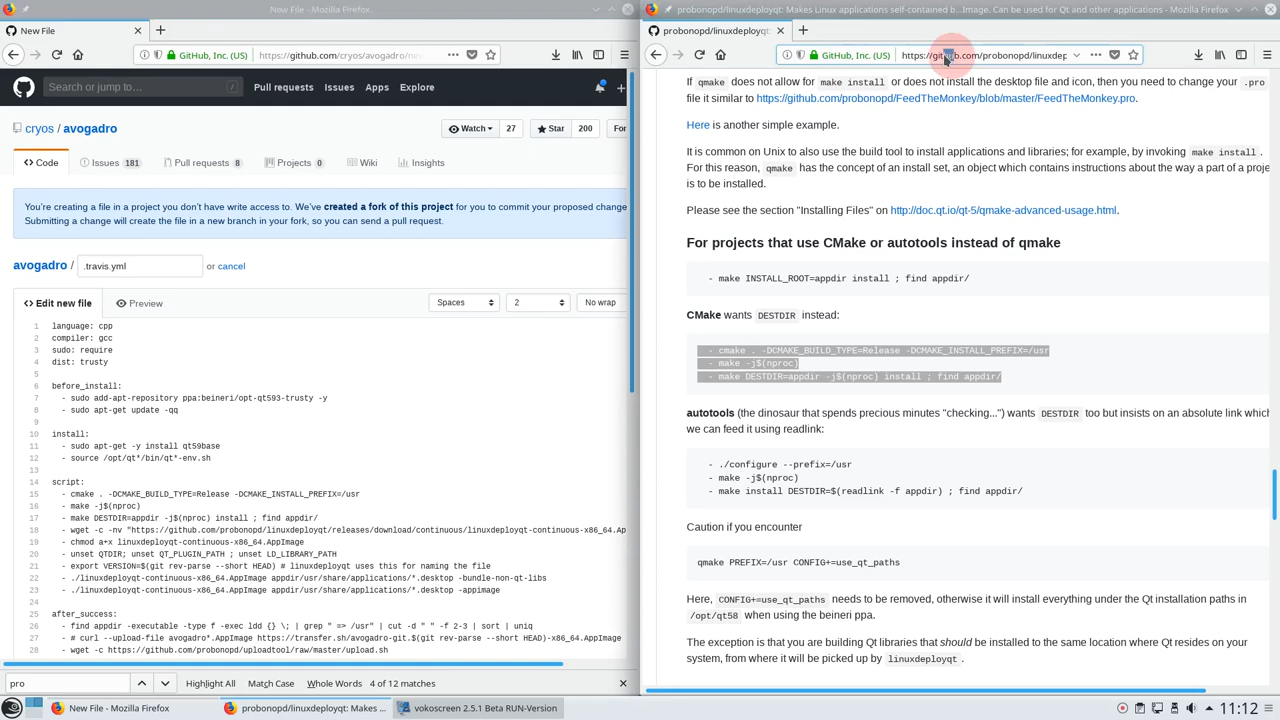 New File - Mozilla Firefox
New File
GitHub, Inc. (US)
https://github.com/cryos/avogadro/ne
Search or jump to...
Pull requests
Issues
Apps
Explore
cryos / avogadro
Watch
27
Star
200
For
Code
Issues 181
Pull requests 8
Projects 0
Wiki
Insights
You're creating a file in a project you don't have write access to. We've created a fork of this project for you to commit your proposed change
Submitting a change will create the file in a new branch in your fork, so you can send a pull request.
avogadro / .travis.yml or cancel
Edit new file
Preview
Spaces
2
No wrap
1 language: cpp
2 compiler: gcc
3 sudo: require
4 dist: trusty
5
6 before_install:
7 - sudo add-apt-repository ppa:beineri/opt-qt593-trusty -y
8 - sudo apt-get update -qq
9
10 install:
11 - sudo apt-get -y install qt59base
12 - source /opt/qt*/bin/qt*-env.sh
13
14 script:
15 - cmake . -DCMAKE_BUILD_TYPE=Release -DCMAKE_INSTALL_PREFIX=/usr
16 - make -j$(nproc)
17 - make DESTDIR=appdir -j$(nproc) install ; find appdir/
18 - wget -c -nv "https://github.com/probonopd/linuxdeployqt/releases/download/continuous/linuxdeployqt-continuous-x86_64.Ap
19 - chmod a+x linuxdeployqt-continuous-x86_64.AppImage
20 - unset QTDIR; unset QT_PLUGIN_PATH ; unset LD_LIBRARY_PATH
21 - export VERSION=$(git rev-parse --short HEAD) # linuxdeployqt uses this for naming the file
22 - ./linuxdeployqt-continuous-x86_64.AppImage appdir/usr/share/applications/*.desktop -bundle-non-qt-libs
23 - ./linuxdeployqt-continuous-x86_64.AppImage appdir/usr/share/applications/*.desktop -appimage
24
25 after_success:
26 - find appdir -executable -type f -exec ldd {} \; | grep " => /usr" | cut -d " " -f 2-3 | sort | uniq
27 - # curl --upload-file avogadro*.AppImage https://transfer.sh/avogadro-git.$(git rev-parse --short HEAD)-x86_64.AppImage
28 - wget -c https://github.com/probonopd/uploadtool/raw/master/upload.sh
pro
Highlight All
Match Case
Whole Words
4 of 12 matches
probonopd/linuxdeployqt: Makes Linux applications self-contained b...Image. Can be used for Qt and other applications - Mozilla Firefox
probonopd/linuxdeployqt:
GitHub, Inc. (US)
https://github.com/probonopd/linuxdep
If qmake does not allow for make install or does not install the desktop file and icon, then you need to change your .pro
file it similar to https://github.com/probonopd/FeedTheMonkey/blob/master/FeedTheMonkey.pro.
Here is another simple example.
It is common on Unix to also use the build tool to install applications and libraries; for example, by invoking make install .
For this reason, qmake has the concept of an install set, an object which contains instructions about the way a part of a proje
is to be installed.
Please see the section "Installing Files" on http://doc.qt.io/qt-5/qmake-advanced-usage.html.
For projects that use CMake or autotools instead of qmake
- make INSTALL_ROOT=appdir install ; find appdir/
CMake wants DESTDIR instead:
- cmake . -DCMAKE_BUILD_TYPE=Release -DCMAKE_INSTALL_PREFIX=/usr
- make -j$(nproc)
- make DESTDIR=appdir -j$(nproc) install ; find appdir/
autotools (the dinosaur that spends precious minutes "checking...") wants DESTDIR too but insists on an absolute link which
we can feed it using readlink:
- ./configure --prefix=/usr
- make -j$(nproc)
- make install DESTDIR=$(readlink -f appdir) ; find appdir/
Caution if you encounter
qmake PREFIX=/usr CONFIG+=use_qt_paths
Here, CONFIG+=use_qt_paths needs to be removed, otherwise it will install everything under the Qt installation paths in
/opt/qt58 when using the beineri ppa.
The exception is that you are building Qt libraries that should be installed to the same location where Qt resides on your
system, from where it will be picked up by linuxdeployqt .
New File - Mozilla Firefox
probonopd/linuxdeployqt: Makes ...
vokoscreen 2.5.1 Beta RUN-Version
11:12